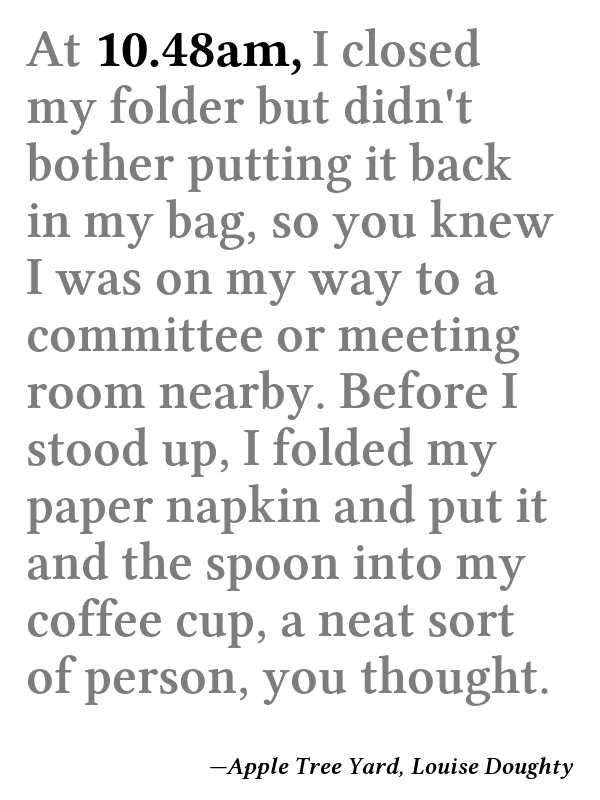 At 10.48am, I closed
my folder but didn't
bother putting it back
in my bag, so you knew
I was on my way to a
committee or meeting
room nearby. Before I
stood up, I folded my
paper napkin and put it
and the spoon into my
coffee cup, a neat sort
of person, you thought.
—Apple Tree Yard, Louise Doughty